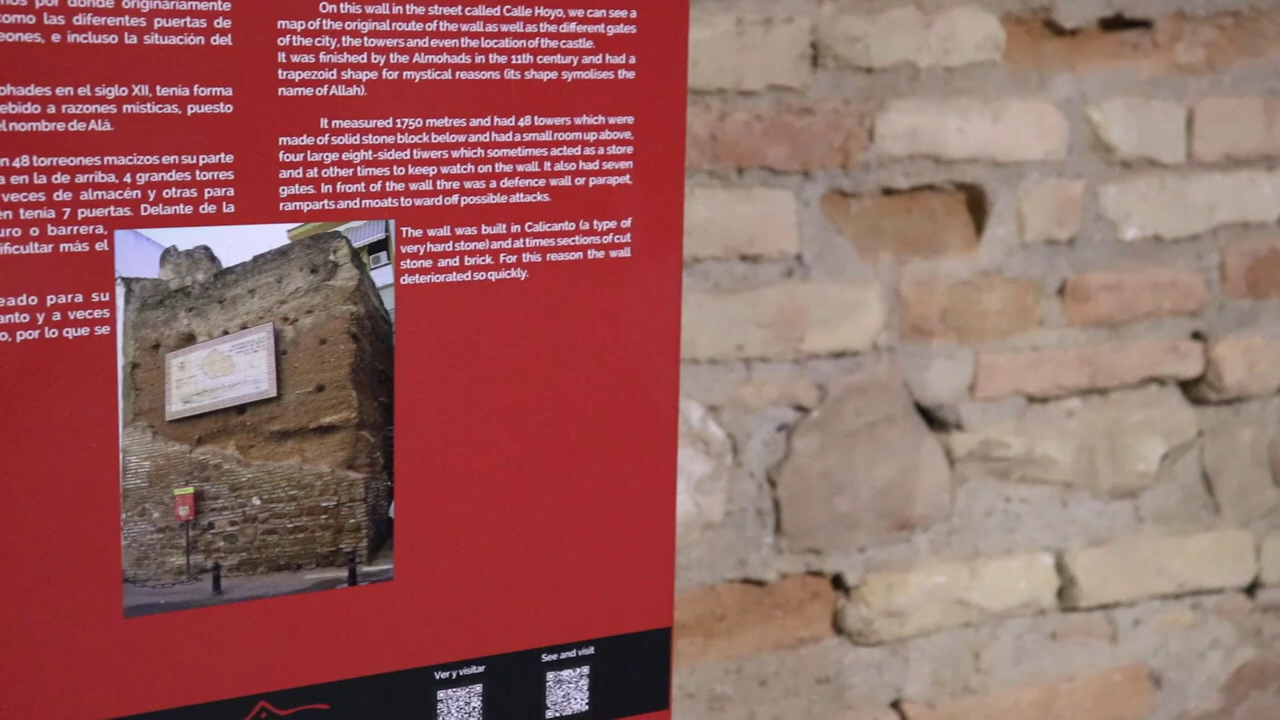 por donde originariamente
como las diferentes puertas de
e incluso la situación del
en el siglo XII, tenía forma
debido a razones místicas, puesto
el nombre de Alá.
48 torreones macizos en su parte
en la de arriba, 4 grandes torres
veces de almacén y otras para
tenía 7 puertas. Delante de la
o barrera,
más el
para su
y a veces
por lo que se
On this wall in the street called Calle Hoyo, we can see a
map of the original route of the wall as well as the different gates
of the city, the towers and even the location of the castle.
It was finished by the Almohads in the 11th century and had a
trapezoid shape for mystical reasons (its shape symolises the
name of Allah).
It measured 1750 metres and had 48 towers which were
made of solid stone block below and had a small room up above,
four large eight-sided tiwers which sometimes acted as a store
and at other times to keep watch on the wall. It also had seven
gates. In front of the wall thre was a defence wall or parapet,
ramparts and moats to ward off possible attacks.
The wall was built in Calicanto (a type of
very hard stone) and at times sections of cut
stone and brick. For this reason the wall
deteriorated so quickly.
Ver y visitar
See and visit